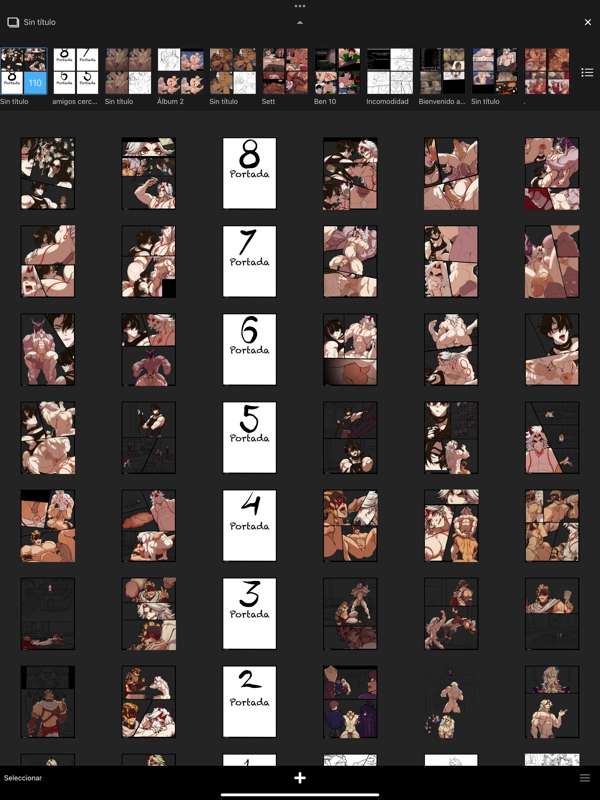 Sin título
8 7
Portada Portada
110
6 5
Portada Portada
Sin título
amigos cerc...
Sin título
Álbum 2
Sin título
Sett
Ben 10
Incomodidad
Bienvenido a...
Sin título
.
8
Portada
7
Portada
6
Portada
5
Portada
4
Portada
3
Portada
2
Portada
Seleccionar